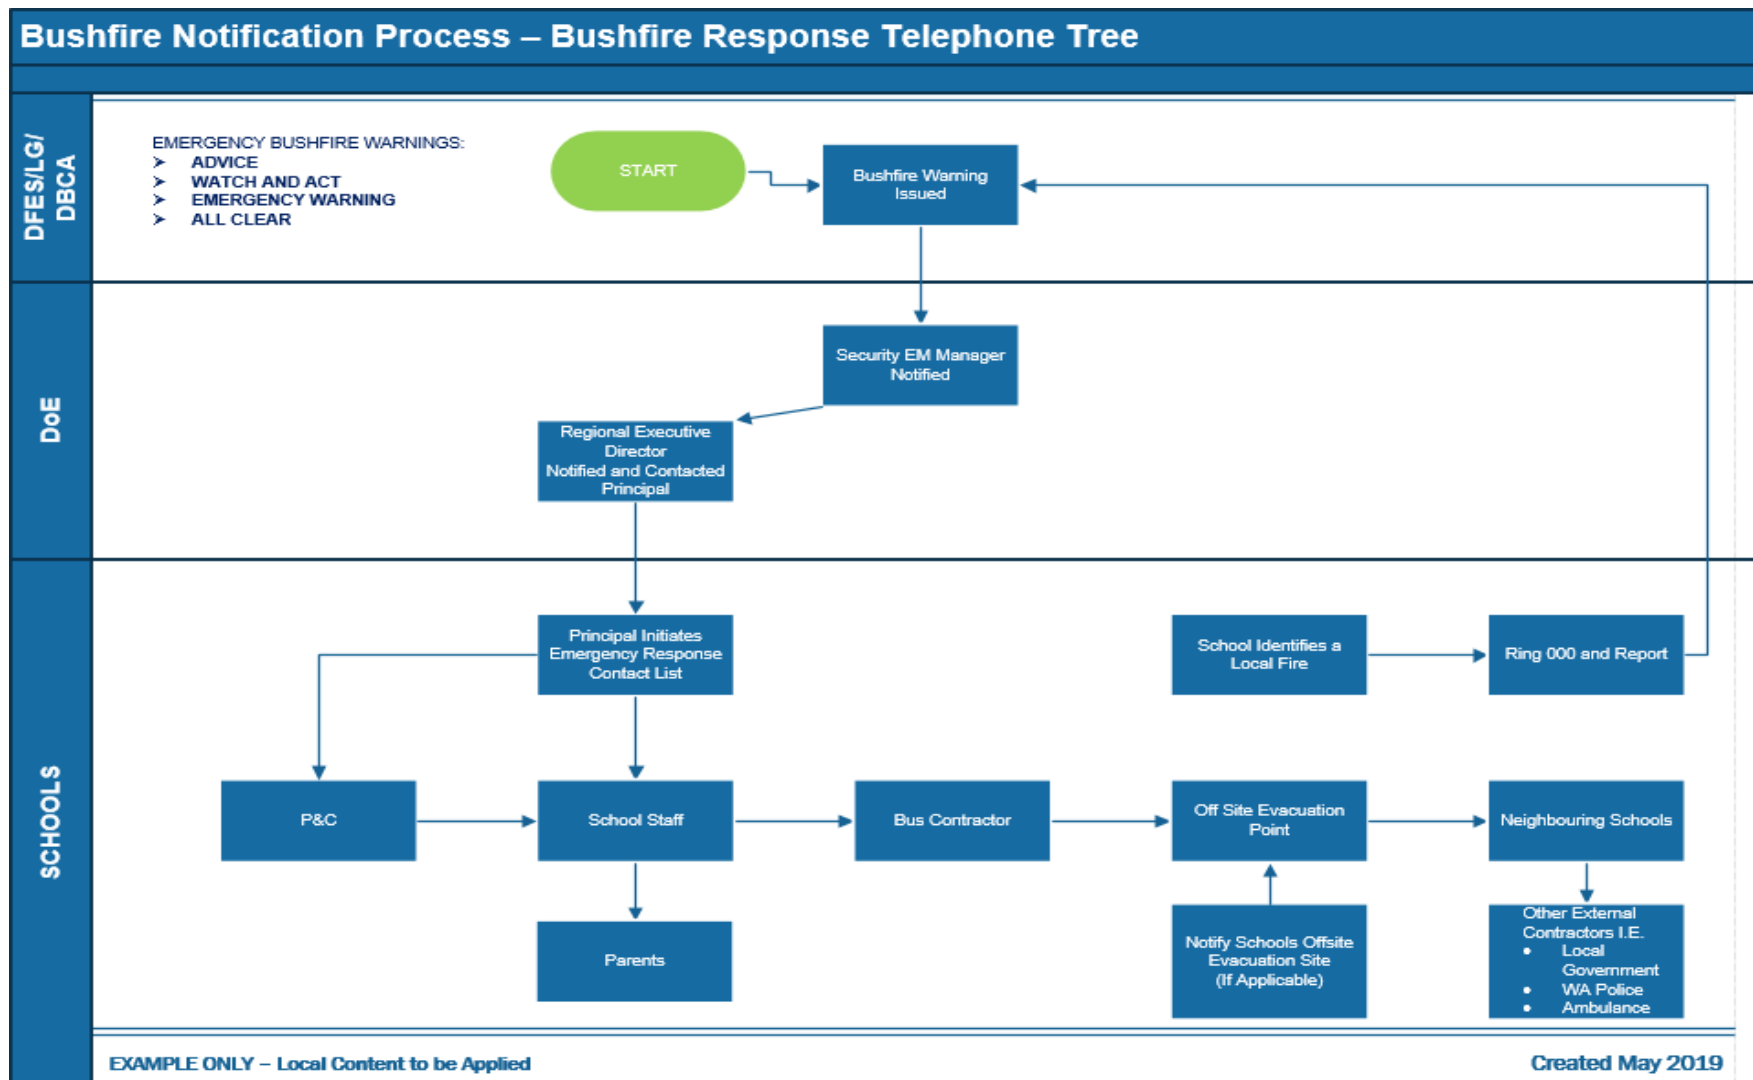 Bushfire Notification Process – Bushfire Response Telephone Tree
DFES/LG/
DBCA
EMERGENCY BUSHFIRE WARNINGS:
➤ ADVICE
➤ WATCH AND ACT
➤ EMERGENCY WARNING
➤ ALL CLEAR
START
Bushfire Warning
Issued
DoE
Security EM Manager
Notified
Regional Executive
Director
Notified and Contacted
Principal
SCHOOLS
Principal Initiates
Emergency Response
Contact List
School Identifies a
Local Fire
Ring 000 and Report
P&C
School Staff
Bus Contractor
Off Site Evacuation
Point
Neighbouring Schools
Parents
Notify Schools Offsite
Evacuation Site
(If Applicable)
Other External
Contractors I.E.
• Local
Government
• WA Police
• Ambulance
EXAMPLE ONLY – Local Content to be Applied
Created May 2019